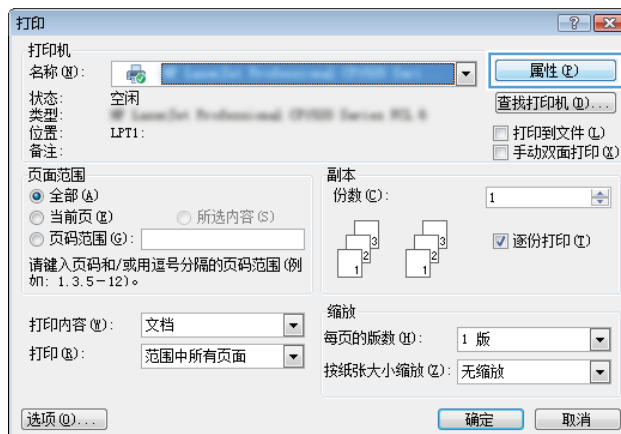 打印
打印机
名称(N):
属性(P)
状态: 空闲
查找打印机(D)...
类型:
位置: LPT1:
打印到文件(L)
备注:
手动双面打印(X)
页面范围
全部(A)
当前页(E) 所选内容(S)
页码范围(G):
请键入页码和/或用逗号分隔的页码范围(例
如: 1.3.5-12)。
副本
份数(C): 1
1 2 3 1 2 3
逐份打印(T)
打印内容(W): 文档
打印(R): 范围中所有页面
缩放
每页的版数(H): 1 版
按纸张大小缩放(Z): 无缩放
选项(O)...
确定 取消